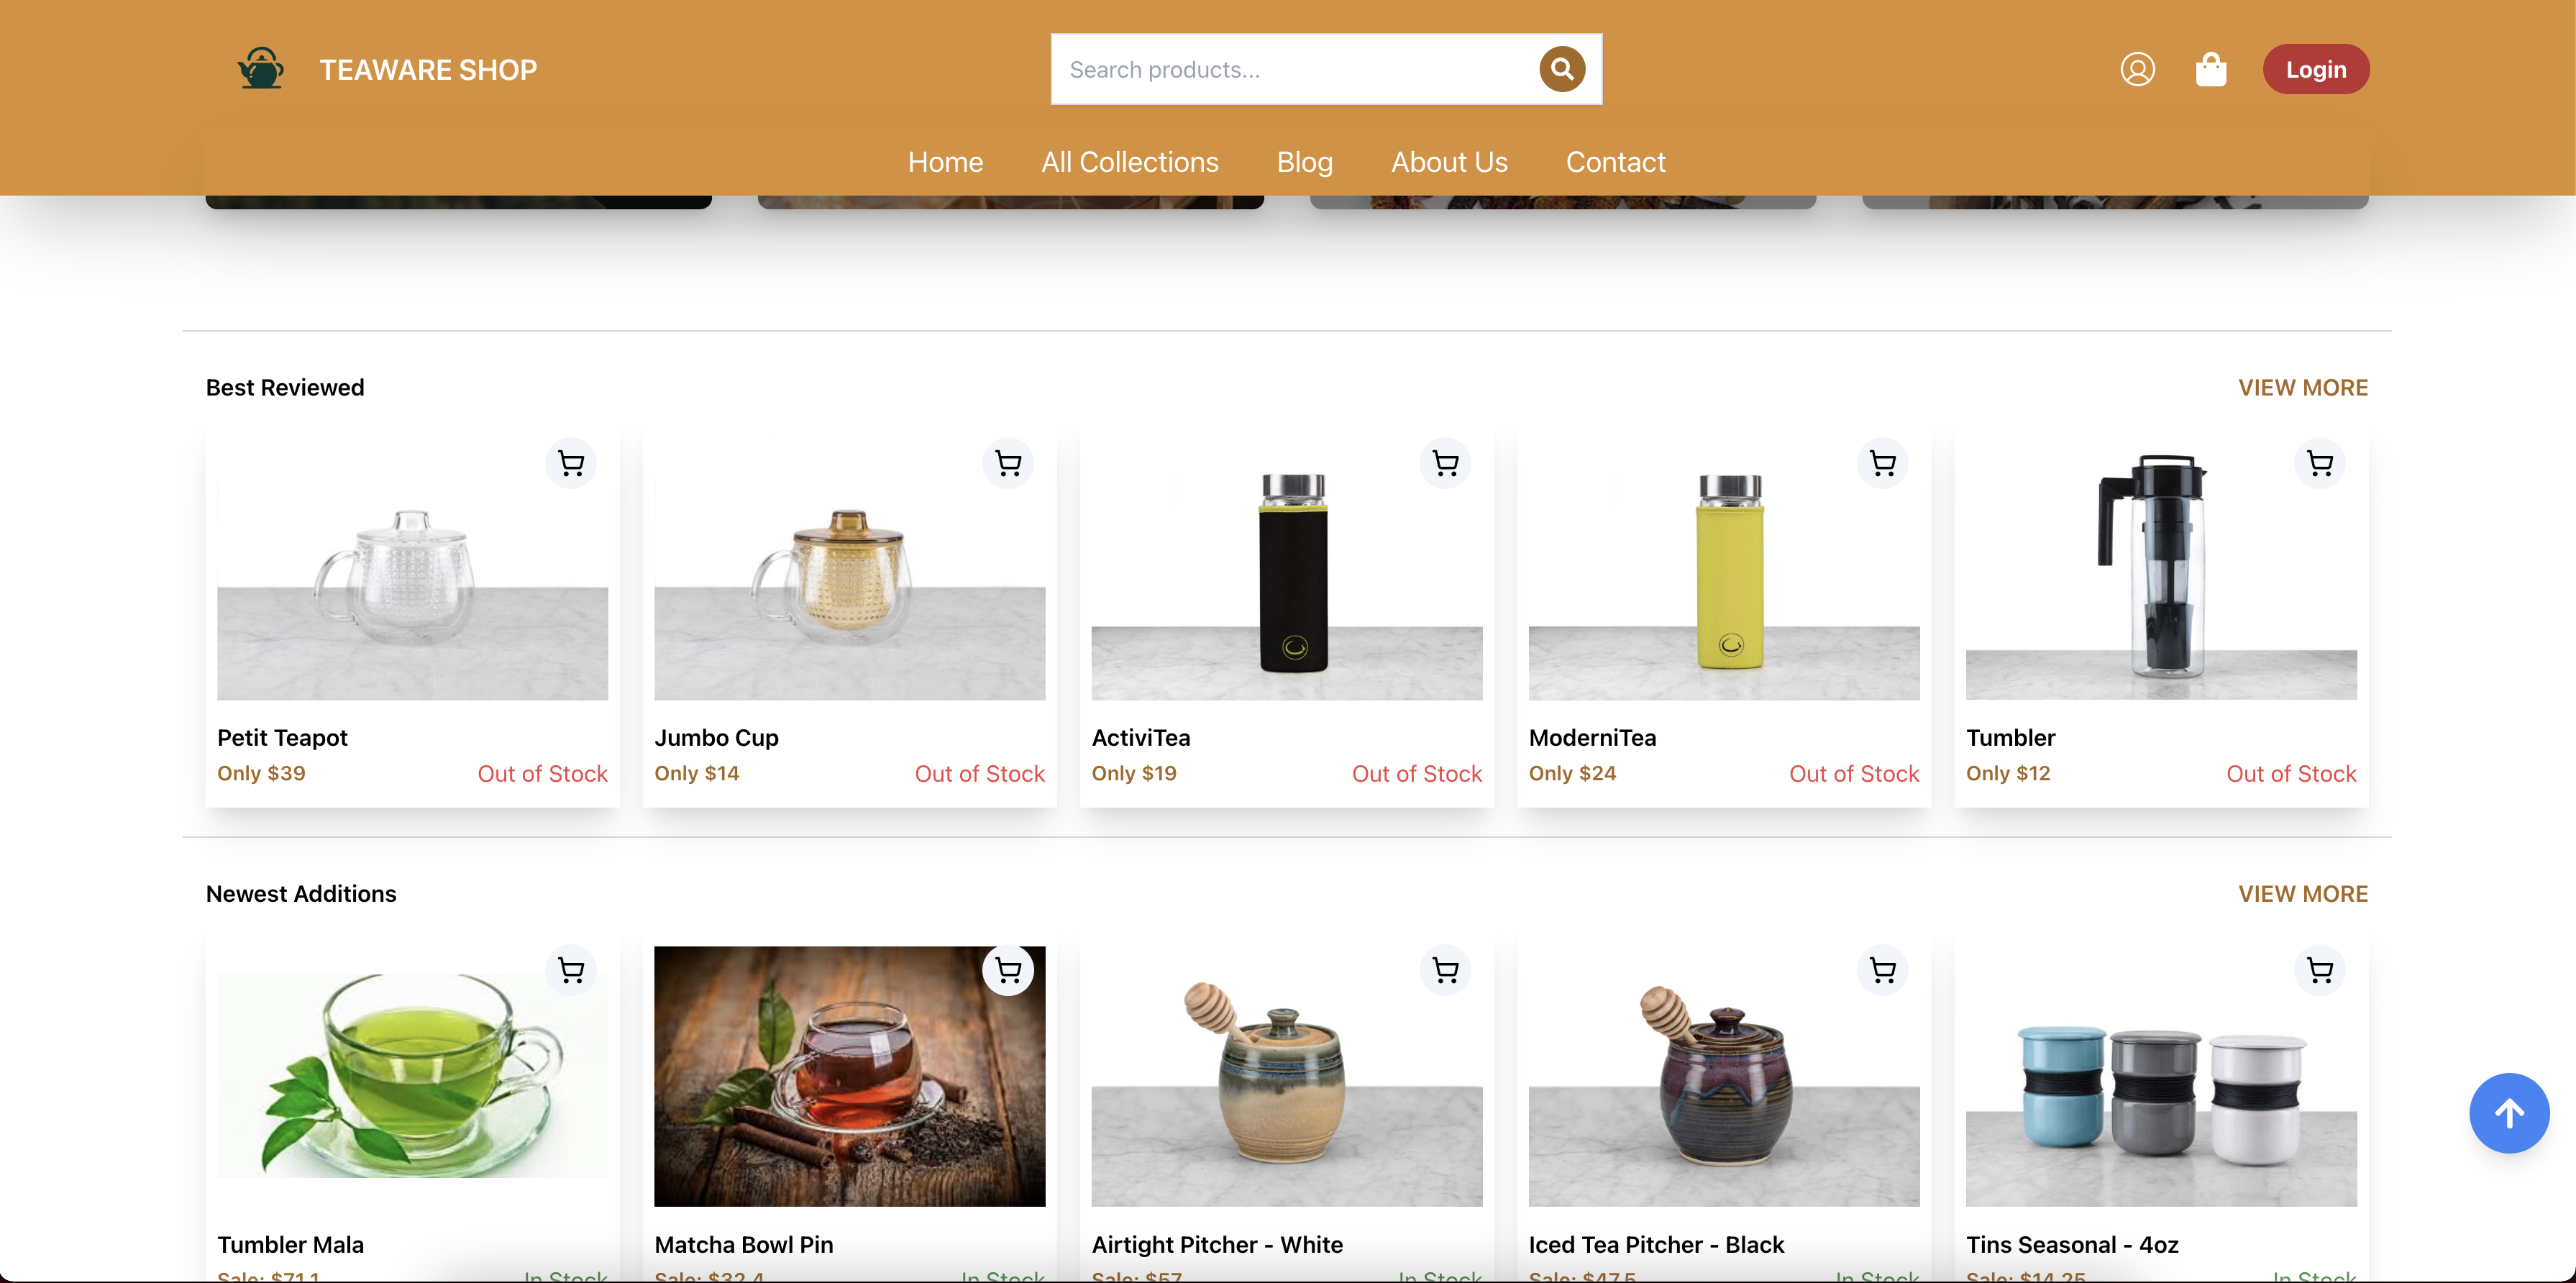 TEAWARE SHOP
Search products...
Login
Home All Collections Blog About Us Contact
Best Reviewed
VIEW MORE
Petit Teapot
Only $39 Out of Stock
Jumbo Cup
Only $14 Out of Stock
ActiviTea
Only $19 Out of Stock
ModerniTea
Only $24 Out of Stock
Tumbler
Only $12 Out of Stock
Newest Additions
VIEW MORE
Tumbler Mala
Sale: $71.1 In Stock
Matcha Bowl Pin
Sale: $32.4 In Stock
Airtight Pitcher - White
Sale: $57 In Stock
Iced Tea Pitcher - Black
Sale: $47.5 In Stock
Tins Seasonal - 4oz
Sale: $14.25 In Stock